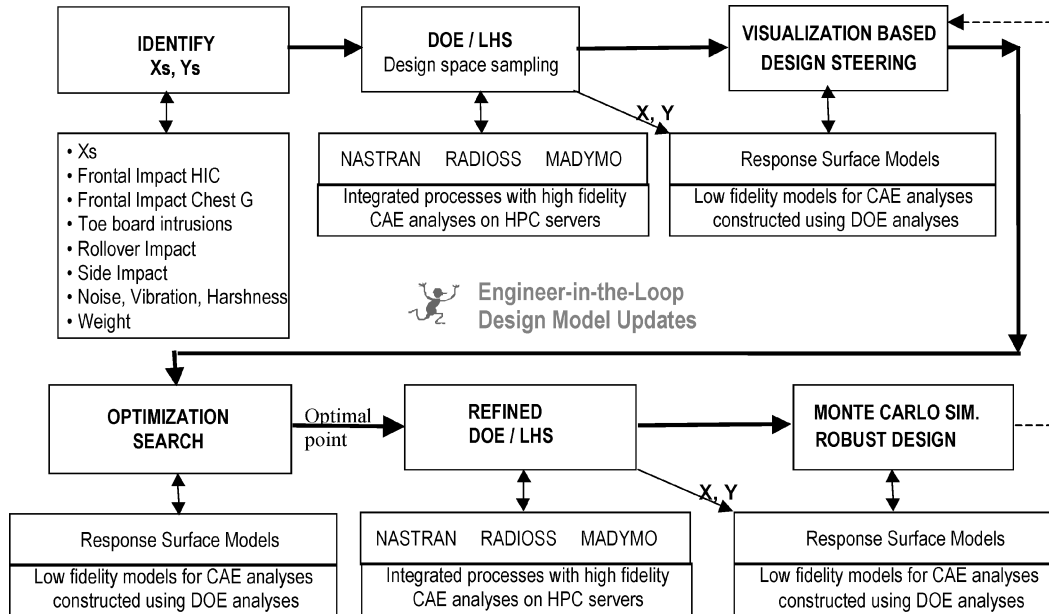 IDENTIFY
Xs, Ys
DOE / LHS
Design space sampling
VISUALIZATION BASED
DESIGN STEERING
X, Y
• Xs
• Frontal Impact HIC
• Frontal Impact Chest G
• Toe board intrusions
• Rollover Impact
• Side Impact
• Noise, Vibration, Harshness
• Weight
NASTRAN RADIOSS MADYMO
Integrated processes with high fidelity
CAE analyses on HPC servers
Response Surface Models
Low fidelity models for CAE analyses
constructed using DOE analyses
Engineer-in-the-Loop
Design Model Updates
OPTIMIZATION
SEARCH
Optimal
point
REFINED
DOE / LHS
MONTE CARLO SIM.
ROBUST DESIGN
X, Y
Response Surface Models
Low fidelity models for CAE analyses
constructed using DOE analyses
NASTRAN RADIOSS MADYMO
Integrated processes with high fidelity
CAE analyses on HPC servers
Response Surface Models
Low fidelity models for CAE analyses
constructed using DOE analyses